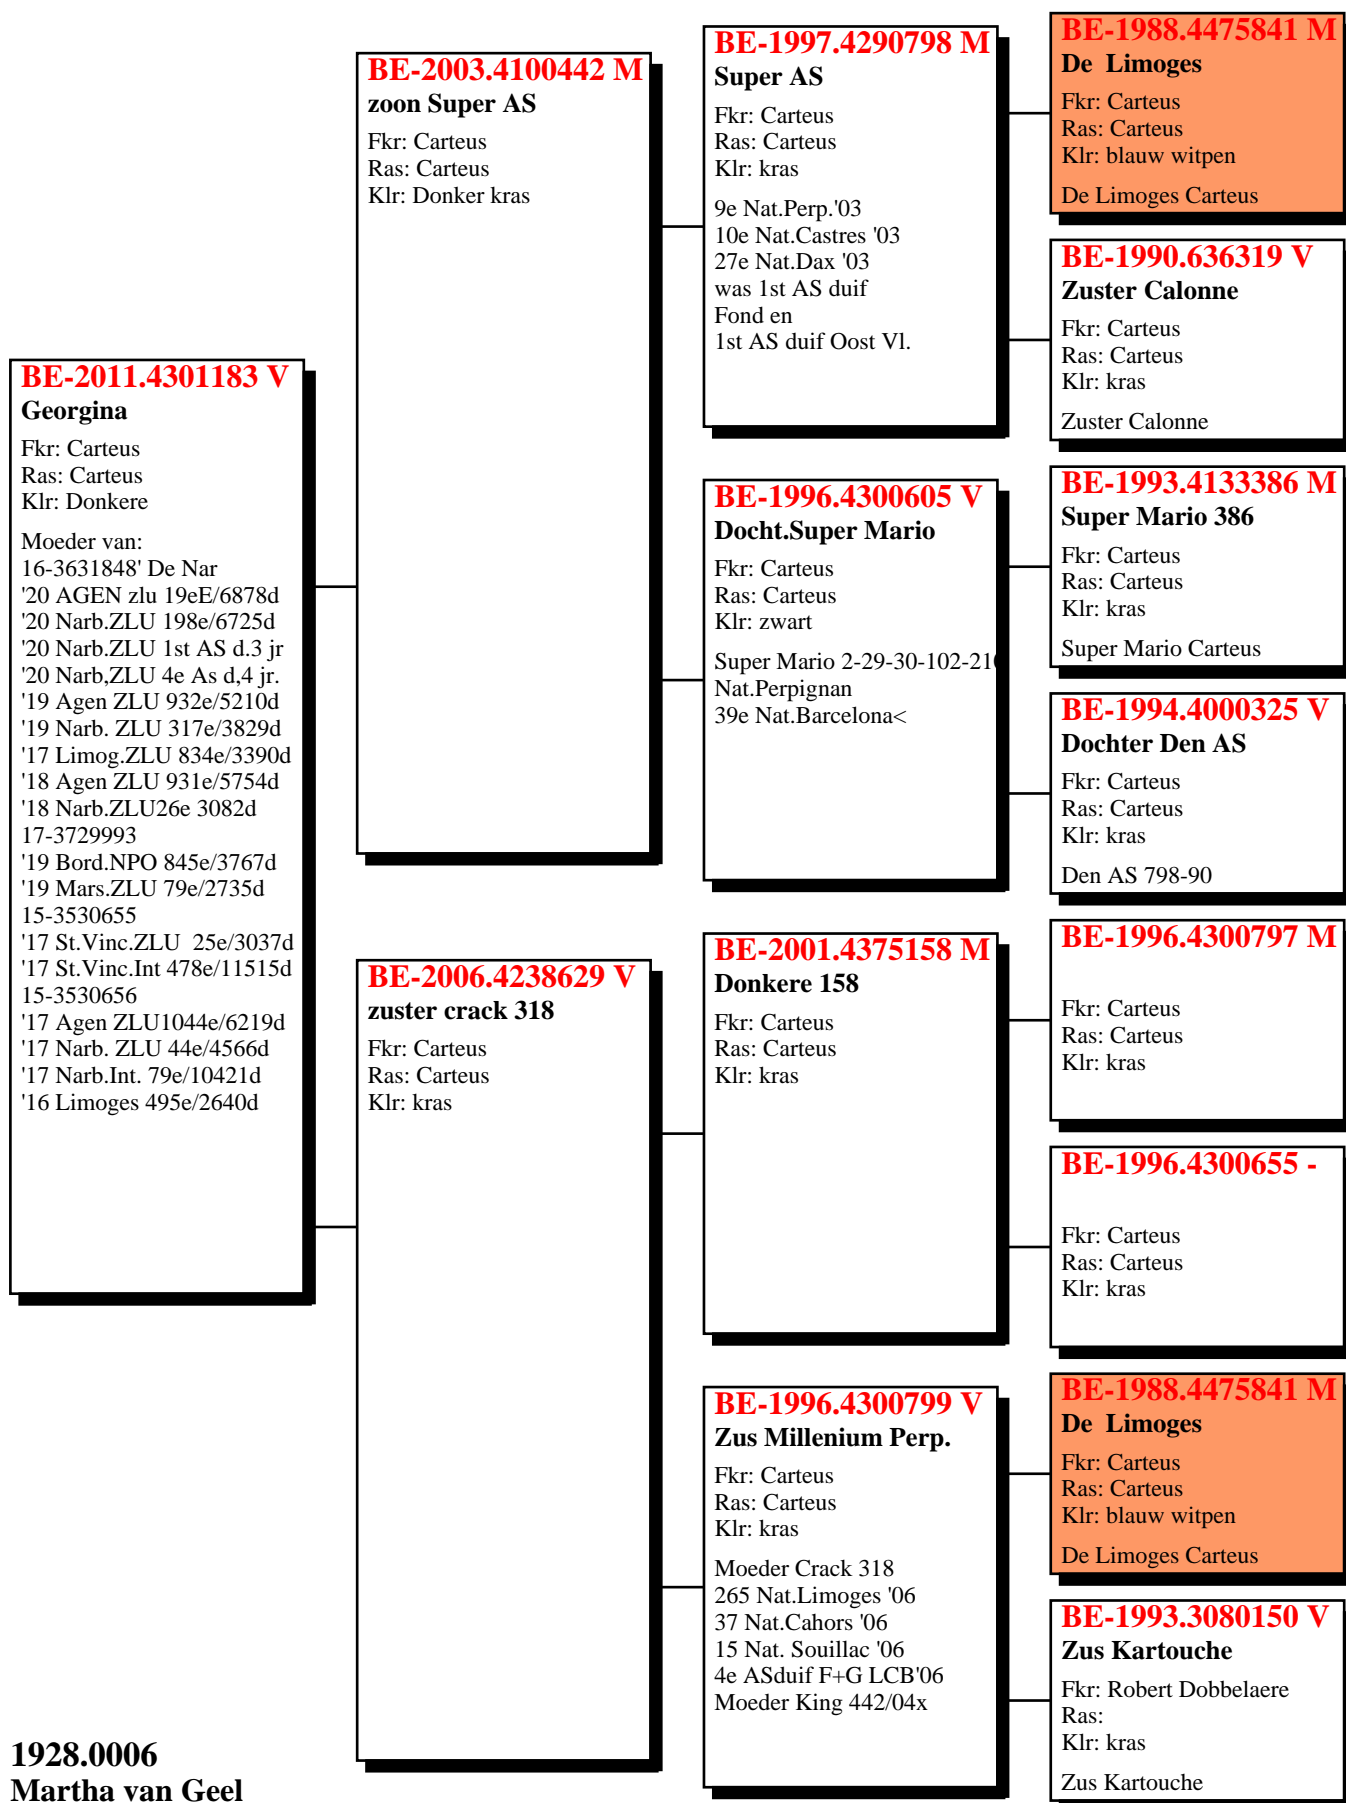 BE-2011.4301183 V
Georgina
Fkr: Carteus
Ras: Carteus
Klr: Donkere
Moeder van:
16-3631848' De Nar
'20 AGEN zlu 19eE/6878d
'20 Narb.ZLU 198e/6725d
'20 Narb.ZLU 1st AS d.3 jr
'20 Narb,ZLU 4e As d,4 jr.
'19 Agen ZLU 932e/5210d
'19 Narb. ZLU 317e/3829d
'17 Limog.ZLU 834e/3390d
'18 Agen ZLU 931e/5754d
'18 Narb.ZLU26e 3082d
17-3729993
'19 Bord.NPO 845e/3767d
'19 Mars.ZLU 79e/2735d
15-3530655
'17 St.Vinc.ZLU  25e/3037d
'17 St.Vinc.Int 478e/11515d
15-3530656
'17 Agen ZLU1044e/6219d
'17 Narb. ZLU 44e/4566d
'17 Narb.Int. 79e/10421d
'16 Limoges 495e/2640d
BE-2003.4100442 M
zoon Super AS
Fkr: Carteus
Ras: Carteus
Klr: Donker kras
BE-2006.4238629 V
zuster crack 318
Fkr: Carteus
Ras: Carteus
Klr: kras
BE-1997.4290798 M
Super AS
Fkr: Carteus
Ras: Carteus
Klr: kras
9e Nat.Perp.'03
10e Nat.Castres '03
27e Nat.Dax '03
was 1st AS duif
Fond en
1st AS duif Oost Vl.
BE-1996.4300605 V
Docht.Super Mario
Fkr: Carteus
Ras: Carteus
Klr: zwart
Super Mario 2-29-30-102-210
Nat.Perpignan
39e Nat.Barcelona<
BE-2001.4375158 M
Donkere 158
Fkr: Carteus
Ras: Carteus
Klr: kras
BE-1996.4300799 V
Zus Millenium Perp.
Fkr: Carteus
Ras: Carteus
Klr: kras
Moeder Crack 318
265 Nat.Limoges '06
37 Nat.Cahors '06
15 Nat. Souillac '06
4e ASduif F+G LCB'06
Moeder King 442/04x
BE-1988.4475841 M
De  Limoges
Fkr: Carteus
Ras: Carteus
Klr: blauw witpen
De Limoges Carteus
BE-1990.636319 V
Zuster Calonne
Fkr: Carteus
Ras: Carteus
Klr: kras
Zuster Calonne
BE-1993.4133386 M
Super Mario 386
Fkr: Carteus
Ras: Carteus
Klr: kras
Super Mario Carteus
BE-1994.4000325 V
Dochter Den AS
Fkr: Carteus
Ras: Carteus
Klr: kras
Den AS 798-90
BE-1996.4300797 M
Fkr: Carteus
Ras: Carteus
Klr: kras
BE-1996.4300655 -
Fkr: Carteus
Ras: Carteus
Klr: kras
BE-1988.4475841 M
De  Limoges
Fkr: Carteus
Ras: Carteus
Klr: blauw witpen
De Limoges Carteus
BE-1993.3080150 V
Zus Kartouche
Fkr: Robert Dobbelaere
Ras:
Klr: kras
Zus Kartouche
1928.0006
Martha van Geel